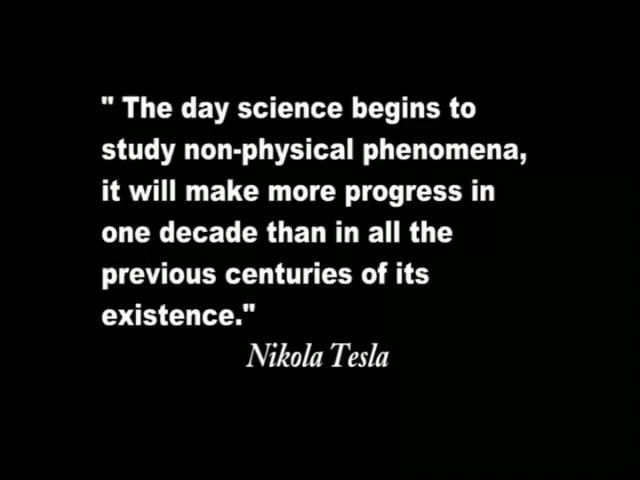 " The day science begins to
study non-physical phenomena,
it will make more progress in
one decade than in all the
previous centuries of its
existence."
Nikola Tesla